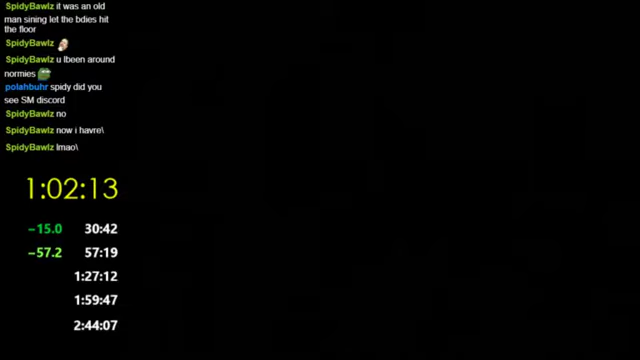 SpidyBawlz it was an old
man sining let the bdies hit
the floor
SpidyBawlz
SpidyBawlz u lbeen around
normies
polahbuhr spidy did you
see SM discord
SpidyBawlz no
SpidyBawlz now i havre\
SpidyBawlz lmao\
1:02:13
-15.0 30:42
-57.2 57:19
1:27:12
1:59:47
2:44:07